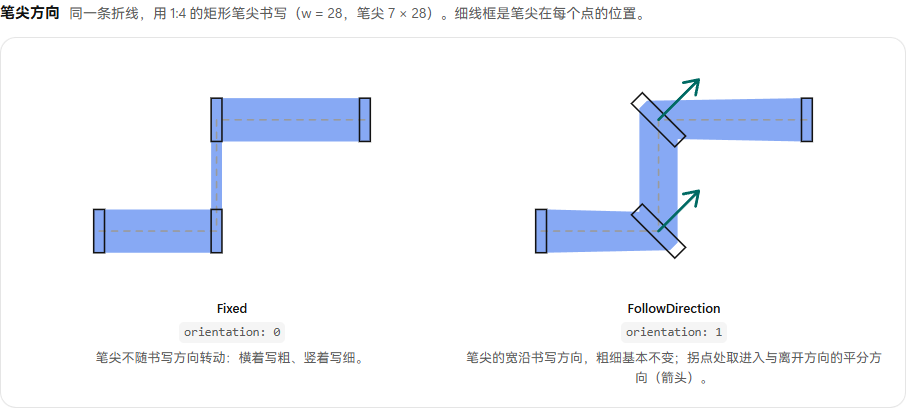 笔尖方向 同一条折线，用 1:4 的矩形笔尖书写（w = 28，笔尖 7 × 28）。细线框是笔尖在每个点的位置。
Fixed
orientation: 0
笔尖不随书写方向转动：横着写粗、竖着写细。
FollowDirection
orientation: 1
笔尖的宽沿书写方向，粗细基本不变；拐点处取进入与离开方向的平分方
向（箭头）。